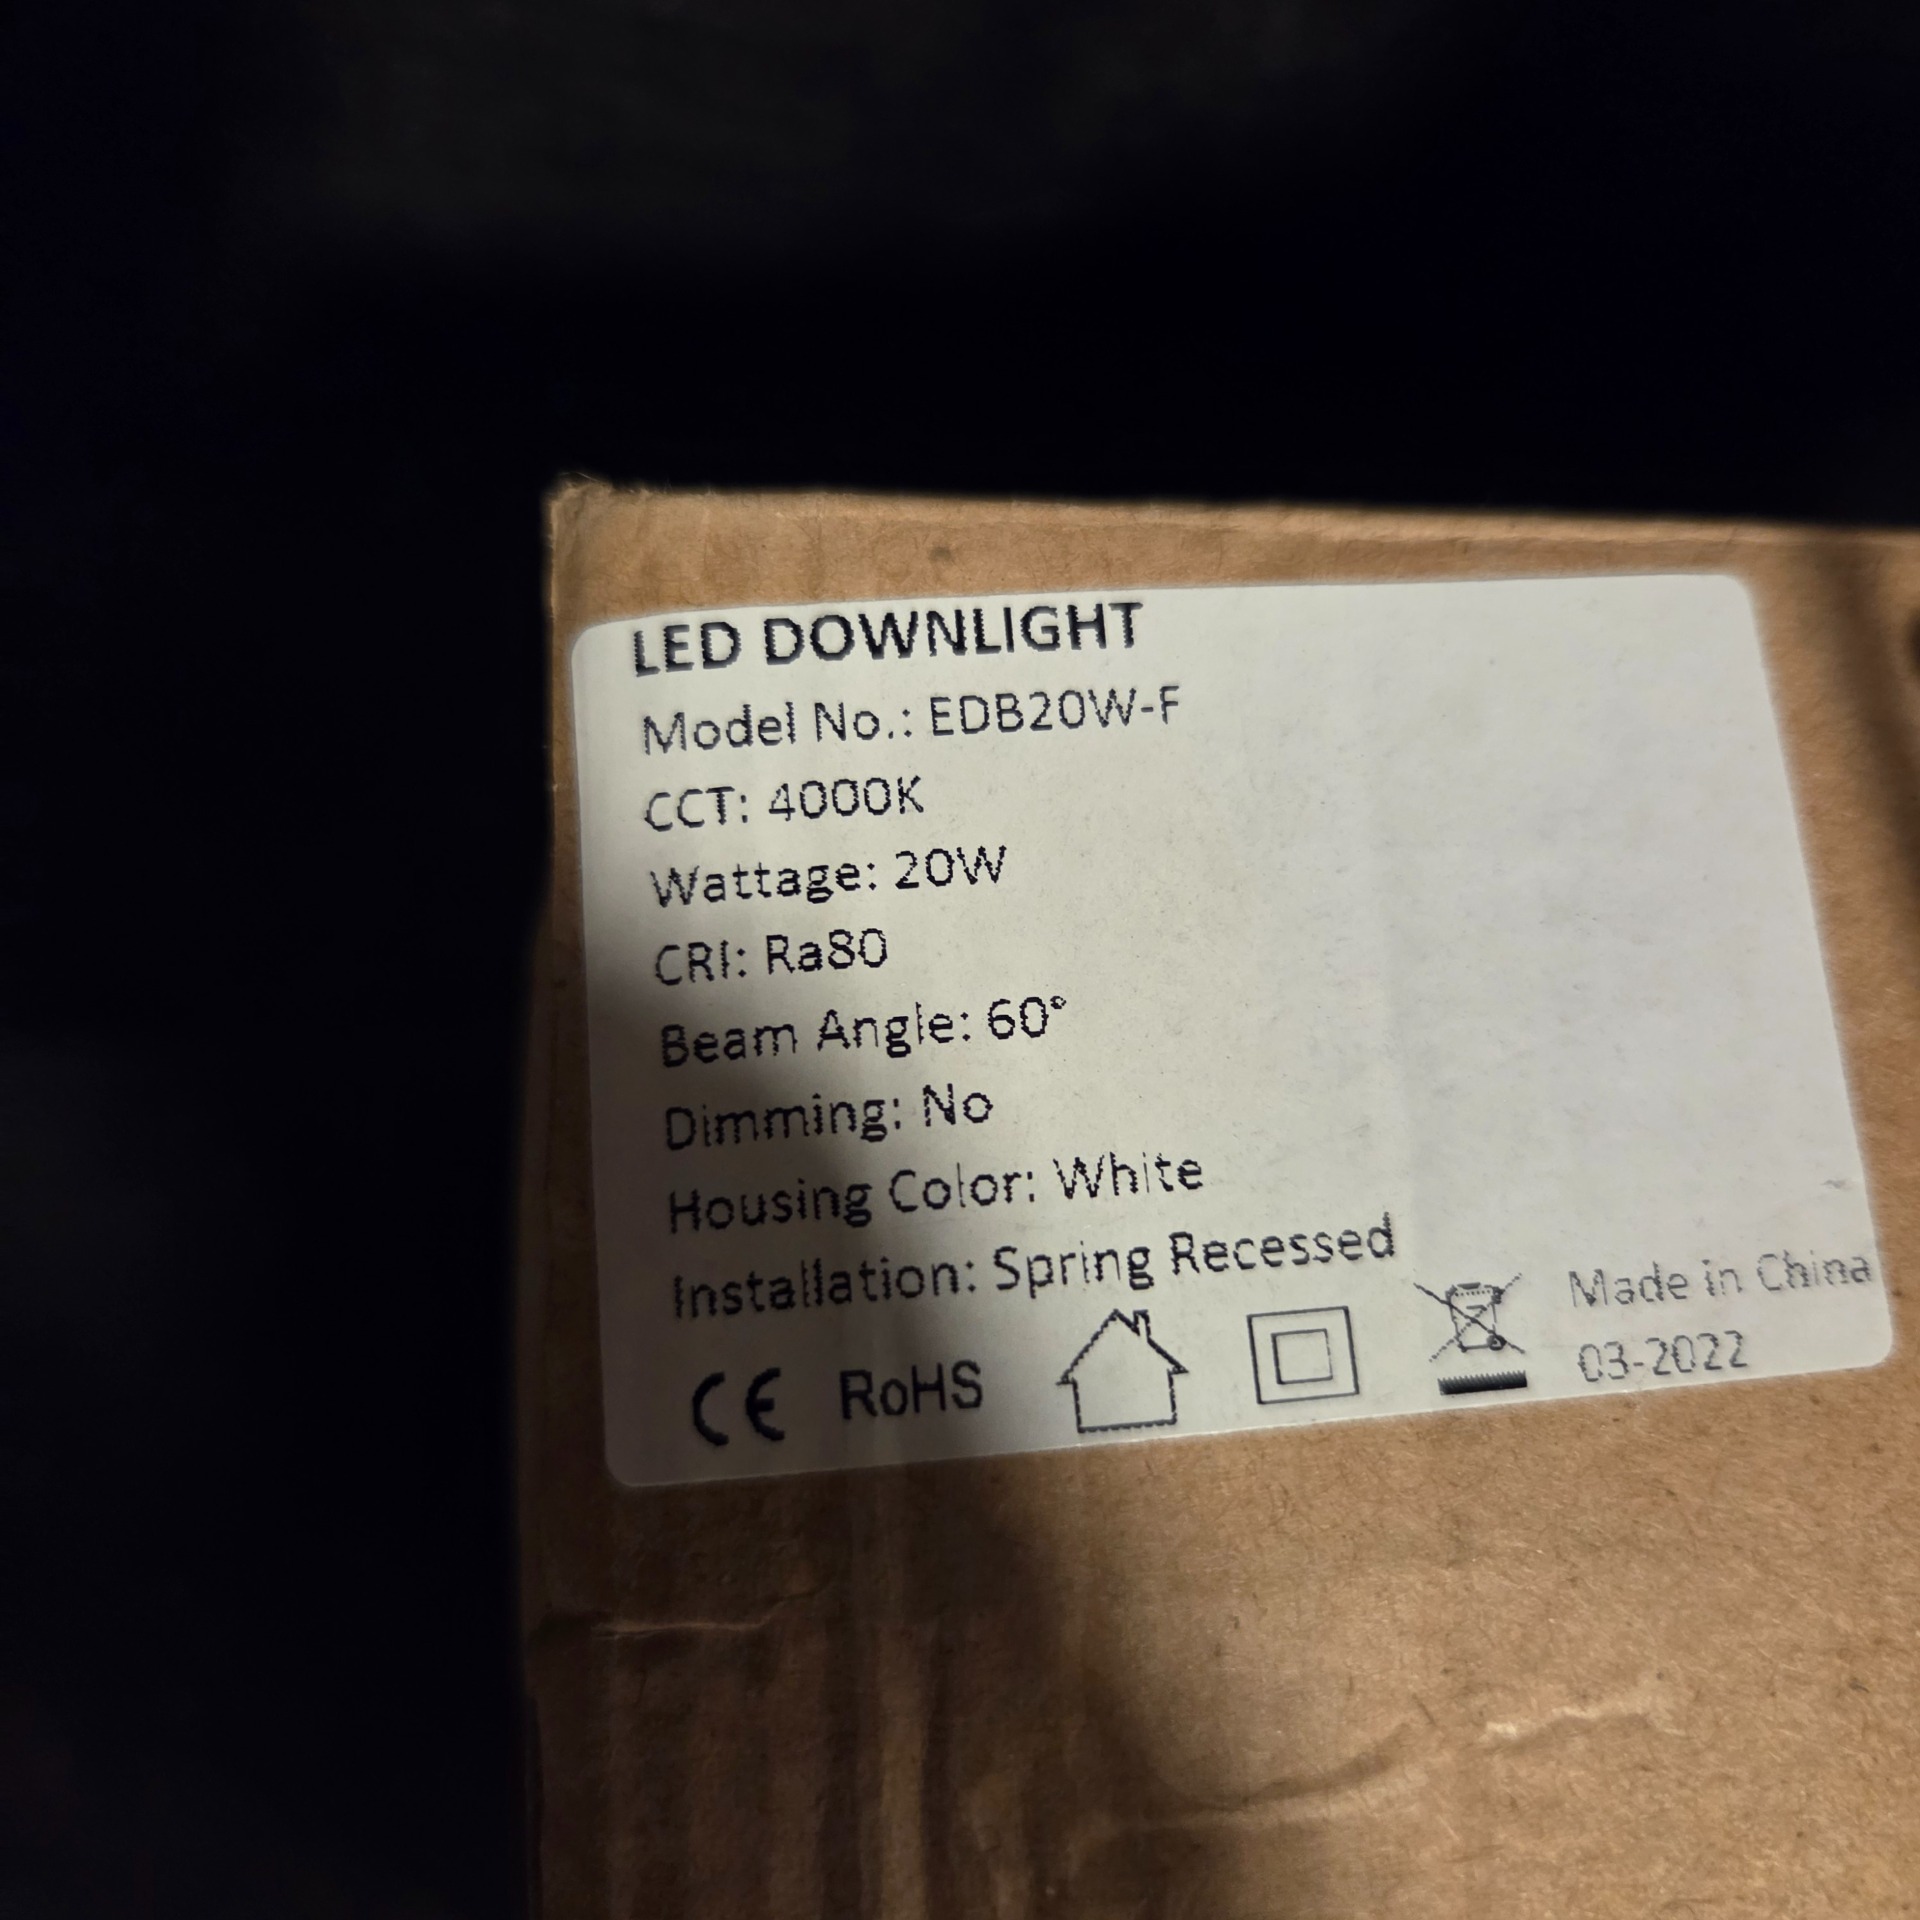 LED DOWNLIGHT
Model No.: EDB20W-F
CCT: 4000K
Wattage: 20W
CRI: Ra80
Beam Angle: 60°
Dimming: No
Housing Color: White
Installation: Spring Recessed
CE RoHS
Made in China
03-2022